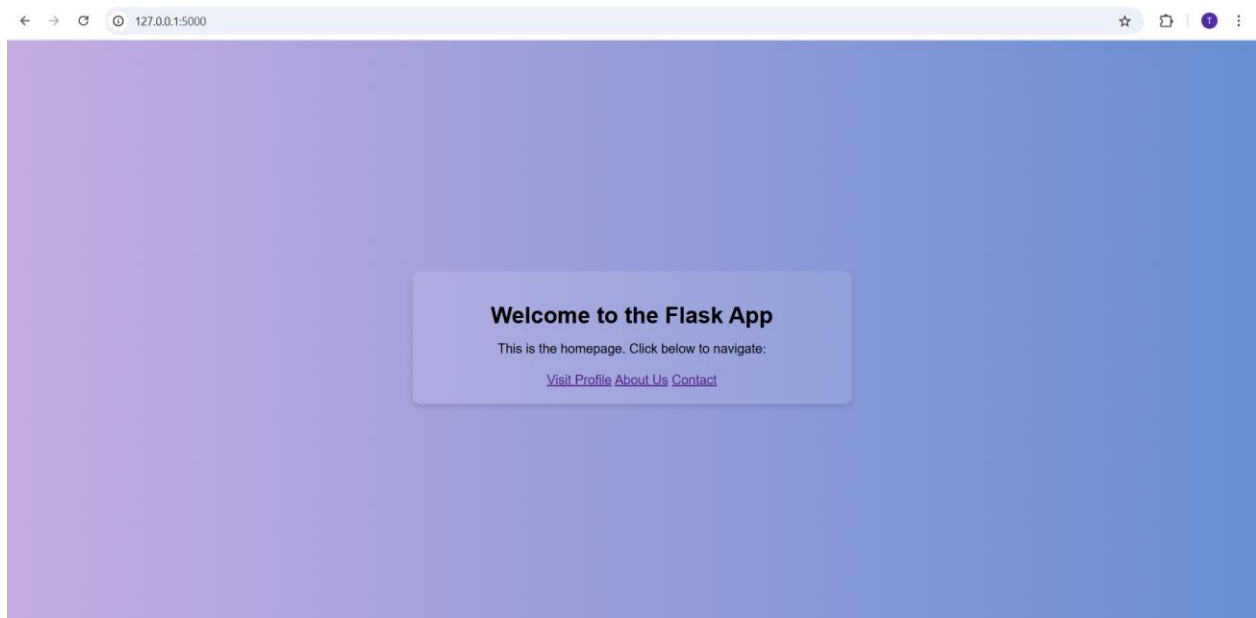 127.0.0.1:5000
T
Welcome to the Flask App
This is the homepage. Click below to navigate:
Visit Profile About Us Contact